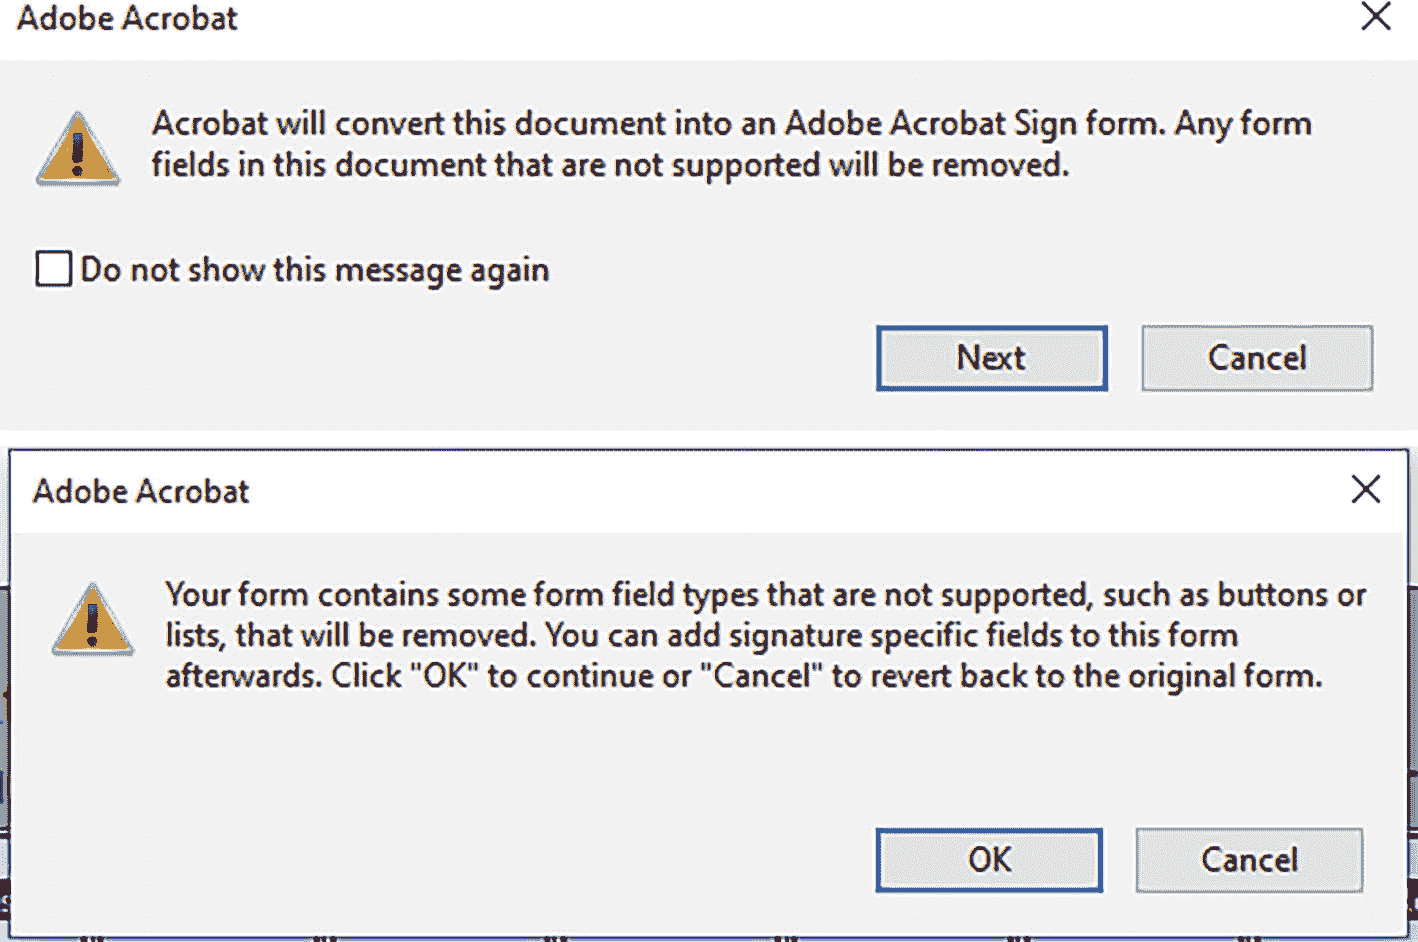 Adobe Acrobat
Acrobat will convert this document into an Adobe Acrobat Sign form. Any form
fields in this document that are not supported will be removed.
Do not show this message again
Next Cancel
Adobe Acrobat
Your form contains some form field types that are not supported, such as buttons or
lists, that will be removed. You can add signature specific fields to this form
afterwards. Click "OK" to continue or "Cancel" to revert back to the original form.
OK Cancel